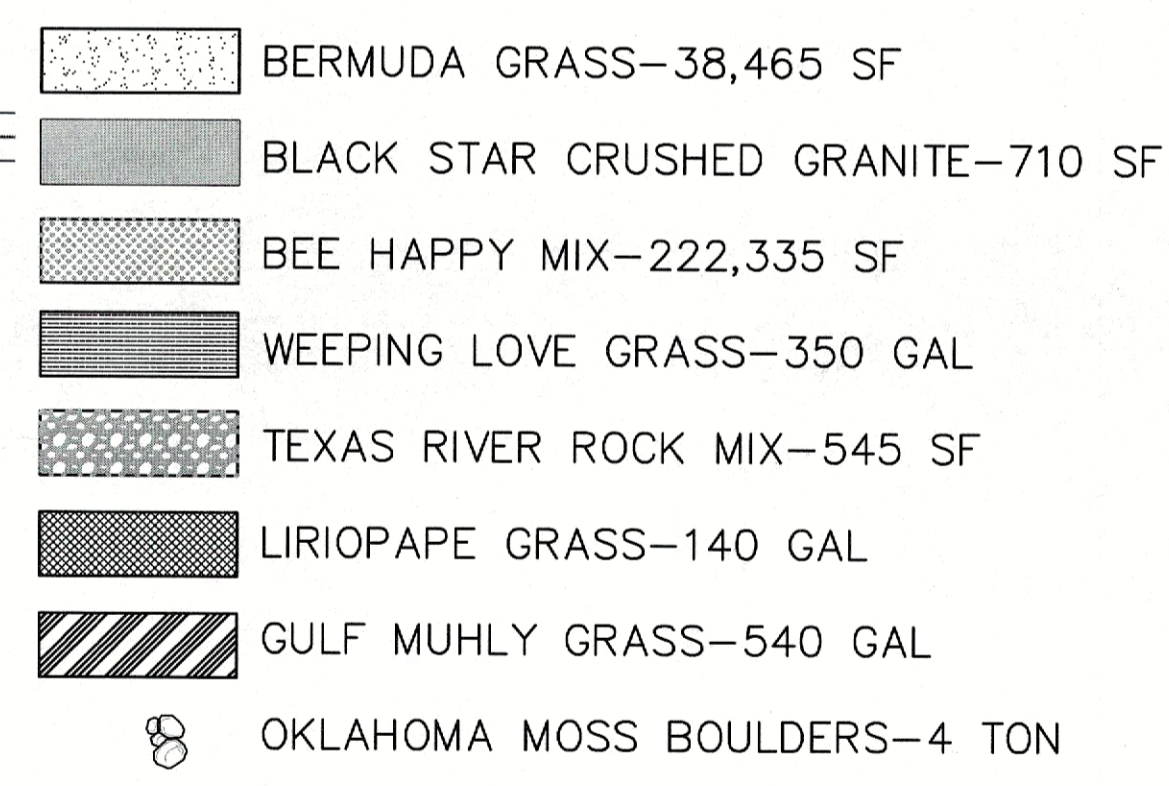 BERMUDA GRASS-38,465 SF
BLACK STAR CRUSHED GRANITE-710 SF
BEE HAPPY MIX-222,335 SF
WEEPING LOVE GRASS-350 GAL
TEXAS RIVER ROCK MIX-545 SF
LIRIOPAPE GRASS-140 GAL
GULF MUHLY GRASS-540 GAL
OKLAHOMA MOSS BOULDERS-4 TON